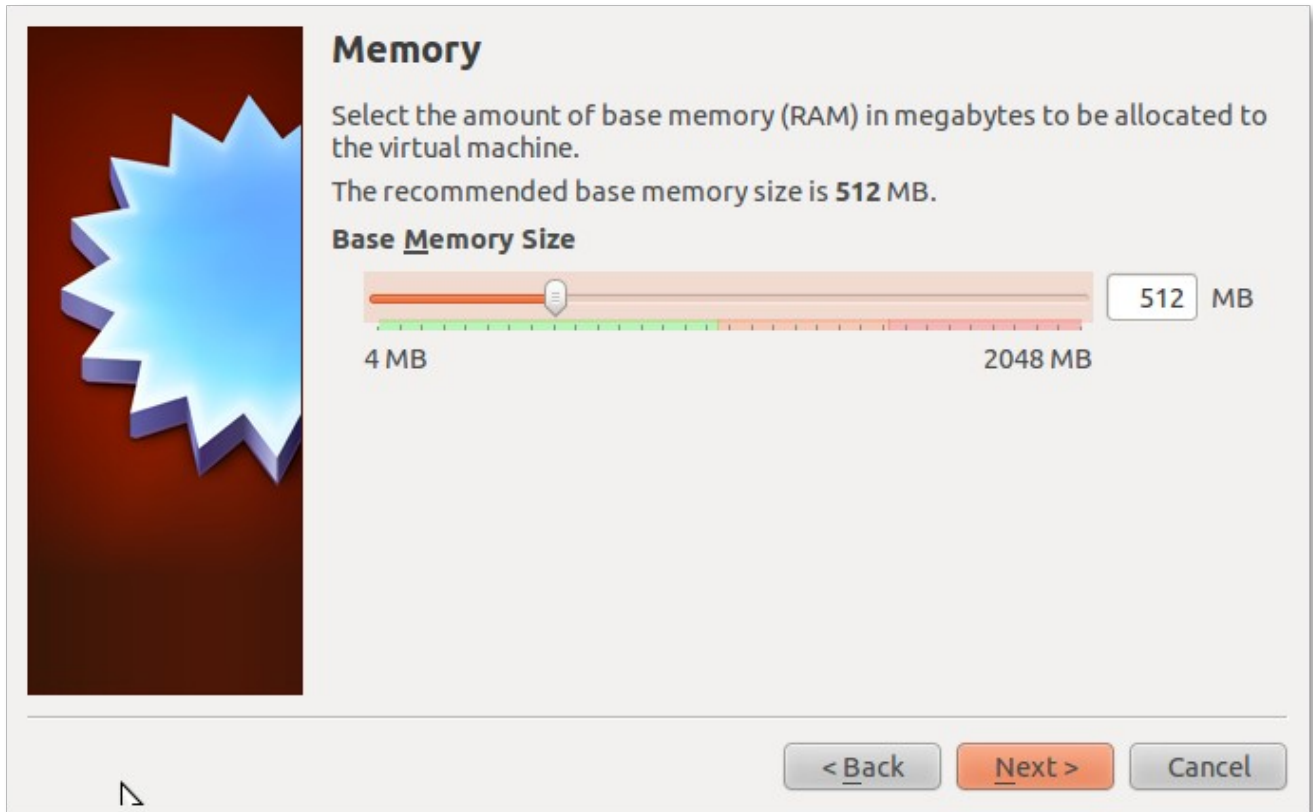 Memory
Select the amount of base memory (RAM) in megabytes to be allocated to
the virtual machine.
The recommended base memory size is 512 MB.
Base Memory Size
512 MB
4 MB 2048 MB
< Back Next > Cancel